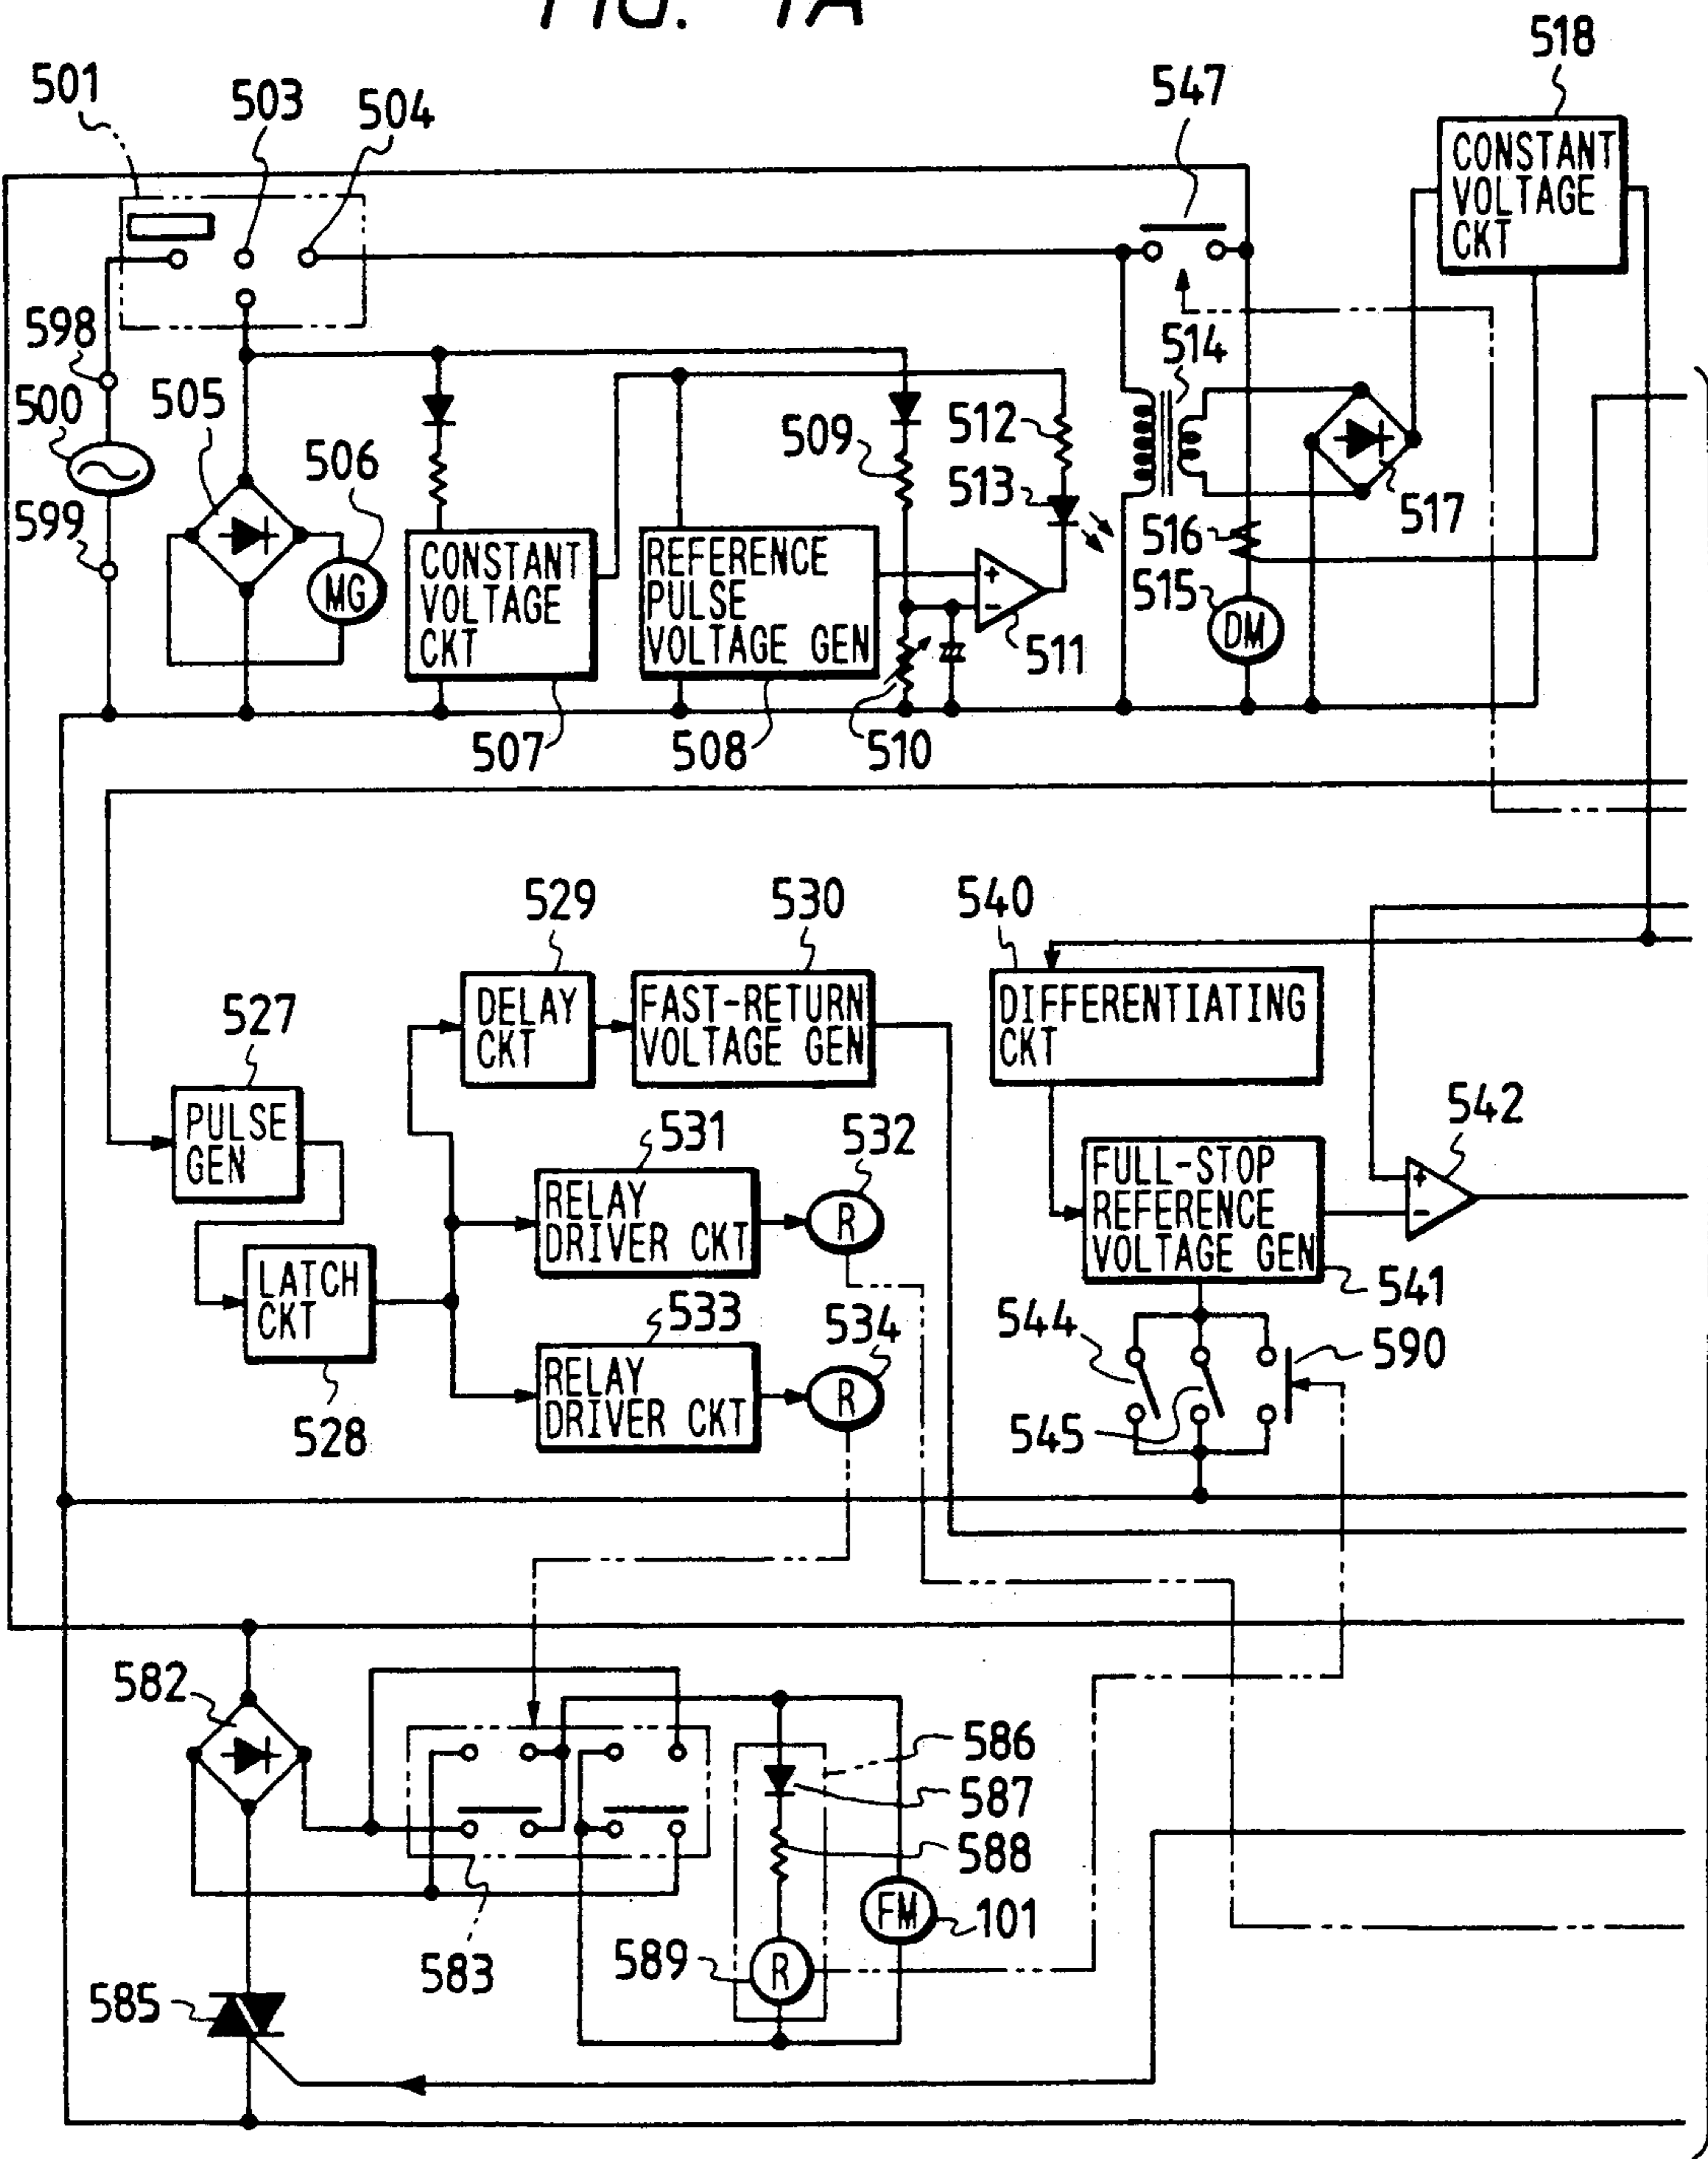 FIG. 1A
518
547
501
503
504
CONSTANT
VOLTAGE
CKT
598
514
500
505
512
509
506
513
517
599
516
515
CONSTANT
VOLTAGE
CKT
REFERENCE
PULSE
VOLTAGE GEN
+
-
MG
DM
511
507
508
510
529
530
540
DELAY
CKT
FAST-RETURN
VOLTAGE GEN
DIFFERENTIATING
CKT
527
PULSE
GEN
531
532
542
RELAY
DRIVER CKT
R
FULL-STOP
REFERENCE
VOLTAGE GEN
+
-
541
LATCH
CKT
528
533
534
RELAY
DRIVER CKT
R
544
590
545
582
586
587
588
FM
101
583
589
R
585